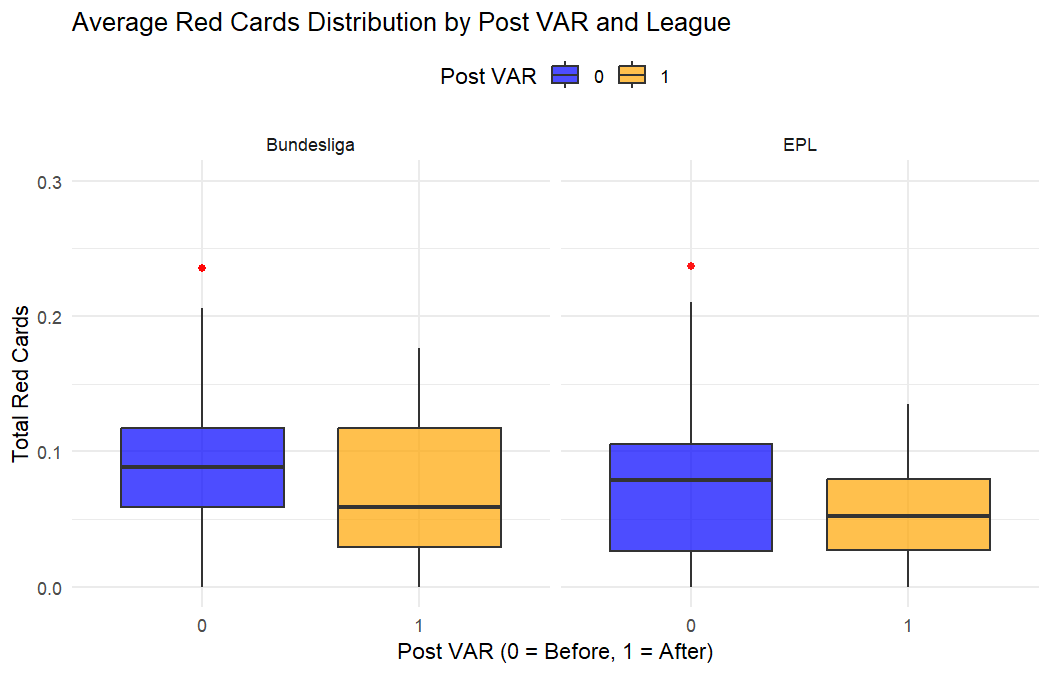 Average Red Cards Distribution by Post VAR and League
Post VAR 0 1
Bundesliga EPL
Total Red Cards
0.3
0.2
0.1
0.0
0 1 0 1
Post VAR (0 = Before, 1 = After)